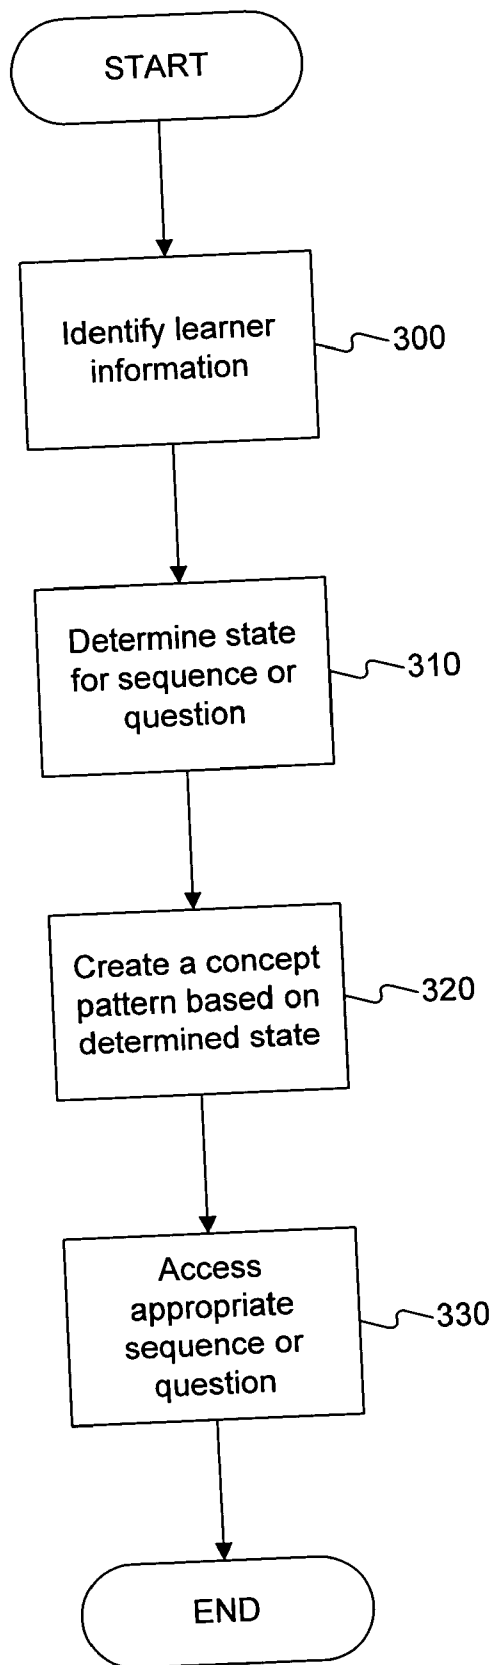 START
Identify learner
information
300
Determine state
for sequence or
question
310
Create a concept
pattern based on
determined state
320
Access
appropriate
sequence or
question
330
END